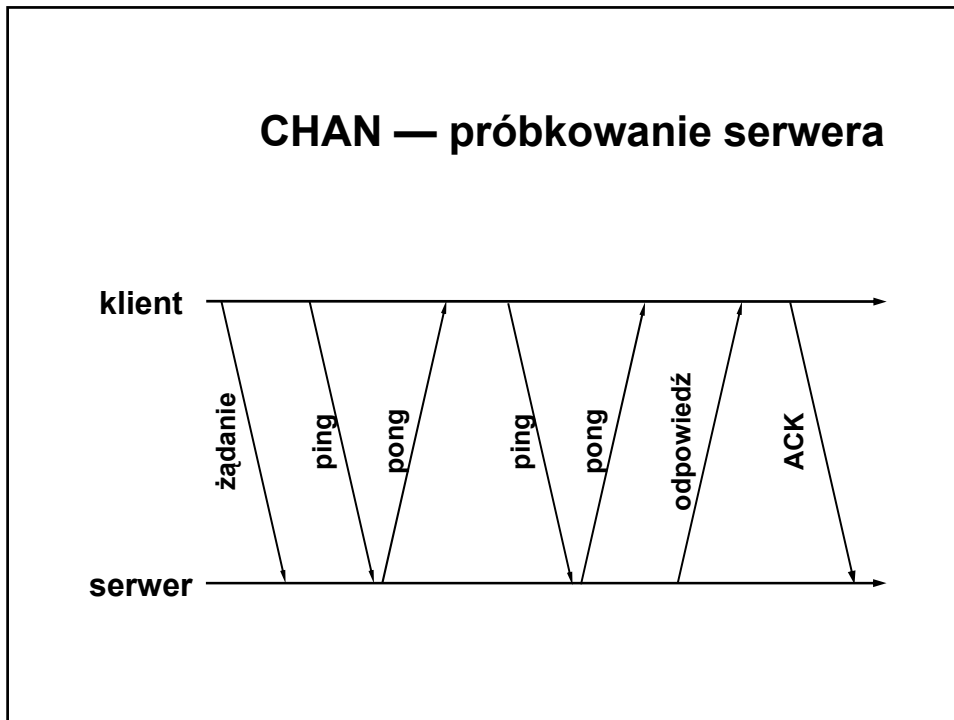 CHAN — próbkowanie serwera
klient
żądanie
ping
pong
ping
pong
odpowiedź
ACK
serwer